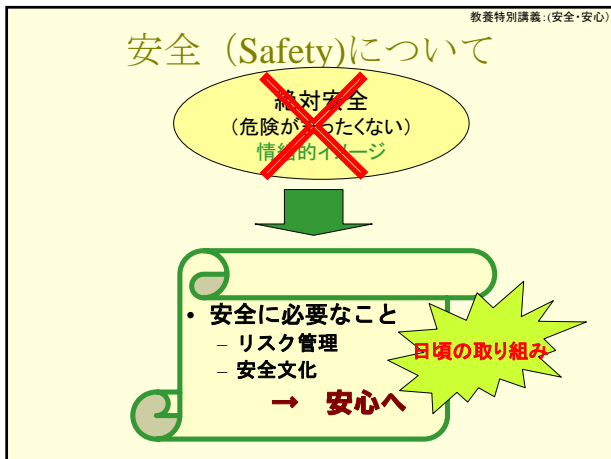 教養特別講義:(安全・安心)
安全（Safety)について
絶対安全
（危険がまったくない）
情緒的イメージ
• 安全に必要なこと
– リスク管理
– 安全文化
→ 安心へ
日頃の取り組み